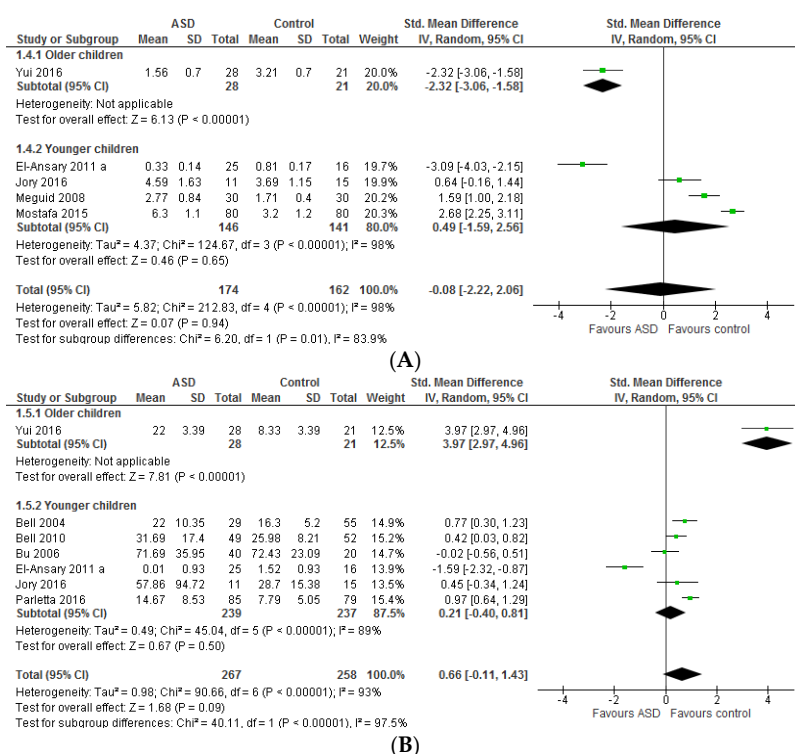 ASD Control Std. Mean Difference Std. Mean Difference
Study or Subgroup Mean SD Total Mean SD Total Weight IV, Random, 95% CI IV, Random, 95% CI
1.4.1 Older children
Yui 2016 1.56 0.7 28 3.21 0.7 21 20.0% -2.32 [-3.06, -1.58]
Subtotal (95% CI) 28 21 20.0% -2.32 [-3.06, -1.58]
Heterogeneity: Not applicable
Test for overall effect: Z = 6.13 (P < 0.00001)
1.4.2 Younger children
El-Ansary 2011 a 0.33 0.14 25 0.81 0.17 16 19.7% -3.09 [-4.03, -2.15]
Jory 2016 4.59 1.63 11 3.69 1.15 15 19.9% 0.64 [-0.16, 1.44]
Meguid 2008 2.77 0.84 30 1.71 0.4 30 20.2% 1.59 [1.00, 2.18]
Mostafa 2015 6.3 1.1 80 3.2 1.2 80 20.3% 2.68 [2.25, 3.11]
Subtotal (95% CI) 146 141 80.0% 0.49 [-1.59, 2.56]
Heterogeneity: Tau² = 4.37; Chi² = 124.67, df = 3 (P < 0.00001); I² = 98%
Test for overall effect: Z = 0.46 (P = 0.65)
Total (95% CI) 174 162 100.0% -0.08 [-2.22, 2.06]
Heterogeneity: Tau² = 5.82; Chi² = 212.83, df = 4 (P < 0.00001); I² = 98%
Test for overall effect: Z = 0.07 (P = 0.94)
Test for subgroup differences: Chi² = 6.20, df = 1 (P = 0.01), I² = 83.9%
-4 -2 0 2 4
Favours ASD Favours control
(A)
ASD Control Std. Mean Difference Std. Mean Difference
Study or Subgroup Mean SD Total Mean SD Total Weight IV, Random, 95% CI IV, Random, 95% CI
1.5.1 Older children
Yui 2016 22 3.39 28 8.33 3.39 21 12.5% 3.97 [2.97, 4.96]
Subtotal (95% CI) 28 21 12.5% 3.97 [2.97, 4.96]
Heterogeneity: Not applicable
Test for overall effect: Z = 7.81 (P < 0.00001)
1.5.2 Younger children
Bell 2004 22 10.35 29 16.3 5.2 55 14.9% 0.77 [0.30, 1.23]
Bell 2010 31.69 17.4 49 25.98 8.21 52 15.1% 0.42 [0.03, 0.82]
Bu 2006 71.69 35.95 40 72.43 23.09 20 14.7% -0.02 [-0.56, 0.51]
El-Ansary 2011 a 0.01 0.93 25 1.52 0.93 16 14.0% -1.59 [-2.32, -0.87]
Jory 2016 57.86 94.72 11 28.7 15.38 15 13.5% 0.45 [-0.34, 1.24]
Parletta 2016 14.67 8.53 85 7.79 5.05 79 15.4% 0.97 [0.64, 1.29]
Subtotal (95% CI) 239 237 87.5% 0.21 [-0.40, 0.81]
Heterogeneity: Tau² = 0.49; Chi² = 45.04, df = 5 (P < 0.00001); I² = 89%
Test for overall effect: Z = 0.67 (P = 0.50)
Total (95% CI) 267 258 100.0% 0.66 [-0.11, 1.43]
Heterogeneity: Tau² = 0.98; Chi² = 90.66, df = 6 (P < 0.00001); I² = 93%
Test for overall effect: Z = 1.68 (P = 0.09)
Test for subgroup differences: Chi² = 40.11, df = 1 (P < 0.00001), I² = 97.5%
-4 -2 0 2 4
Favours ASD Favours control
(B)